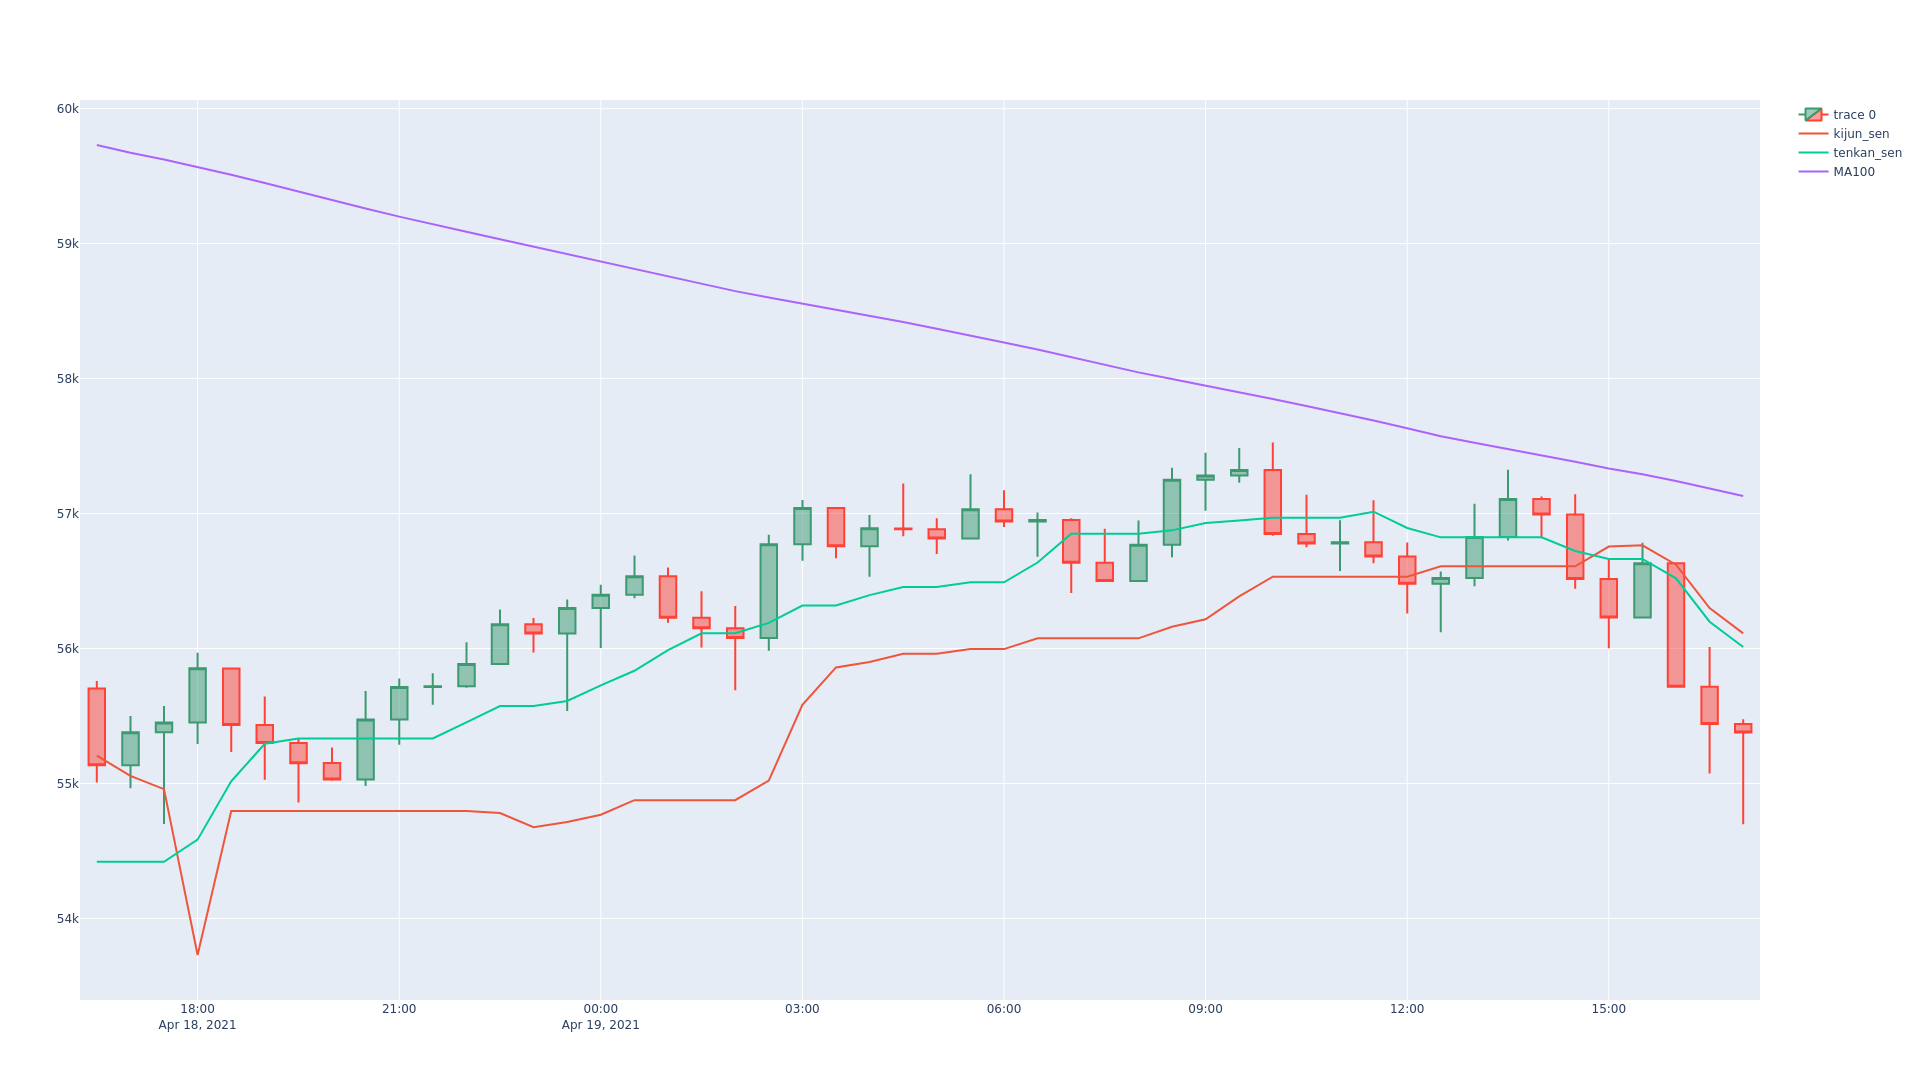 60k
59k
58k
57k
56k
55k
54k
18:00
Apr 18, 2021
21:00
00:00
Apr 19, 2021
03:00
06:00
09:00
12:00
15:00
trace 0
kijun_sen
tenkan_sen
MA100